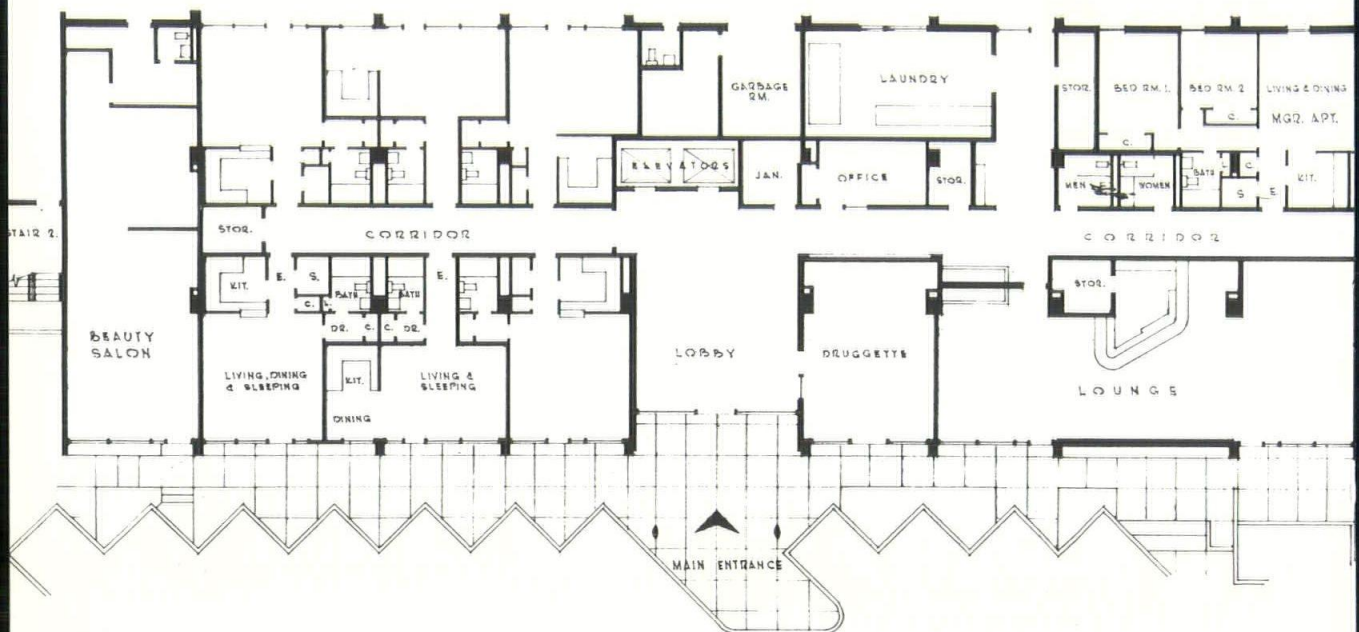 GARBAGE
RM.
LAUNDRY
STOR.
BED RM. 1.
BED RM. 2
LIVING & DINING
C.
MGR. APT.
C.
ELEVATORS
JAN.
OFFICE
STOR.
MEN
WOMEN
BATH
L.
C.
S.
E.
KIT.
STAIR 2.
STOR.
CORRIDOR
CORRIDOR
KIT.
E.
S.
BATH
BATH
E.
C.
L.
STOR.
DR.
C.
C.
DR.
BEAUTY
SALON
LOBBY
DRUGGETTE
LIVING, DINING
& SLEEPING
KIT.
LIVING &
SLEEPING
LOUNGE
DINING
MAIN ENTRANCE